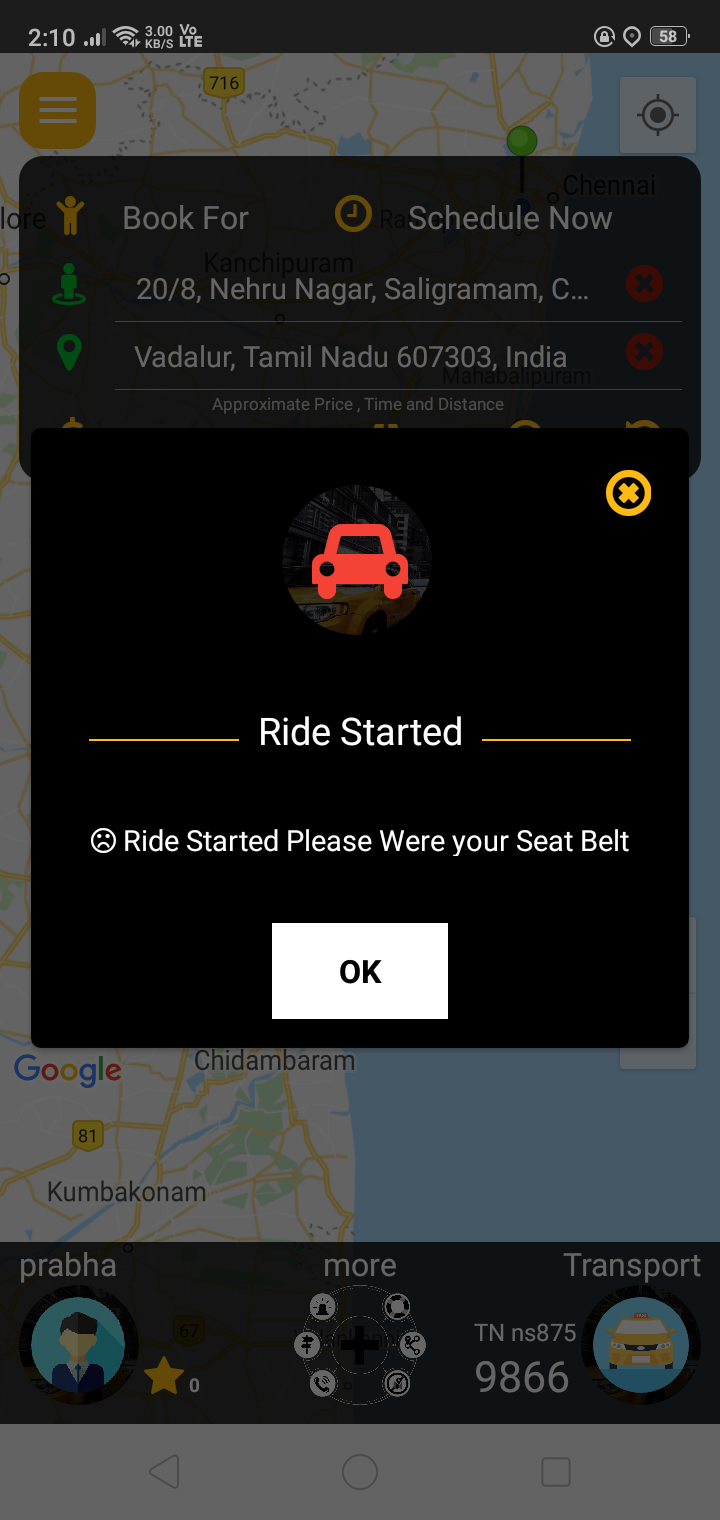 2:10 3.00 KB/S Vo LTE 58
716
Chennai
lore Book For Schedule Now
Kanchipuram
20/8, Nehru Nagar, Saligramam, C...
Vadalur, Tamil Nadu 607303, India
Mahabalipuram
Approximate Price , Time and Distance
Ride Started
☹ Ride Started Please Were your Seat Belt
OK
Google Chidambaram
81
Kumbakonam
prabha more Transport
67
TN ns875
9866
0